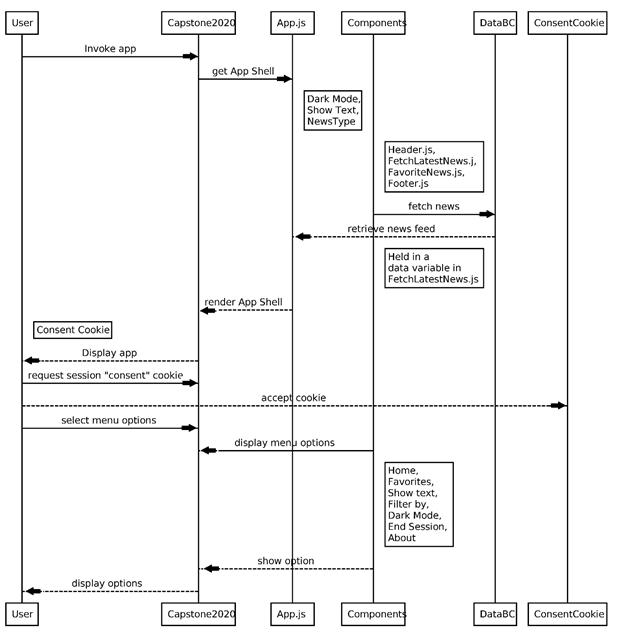 User
Capstone2020
App.js
Components
DataBC
ConsentCookie
Invoke app
get App Shell
Dark Mode,
Show Text,
NewsType
Header.js,
FetchLatestNews.j,
FavoriteNews.js,
Footer.js
fetch news
retrieve news feed
Held in a
data variable in
FetchLatestNews.js
render App Shell
Consent Cookie
Display app
request session "consent" cookie
accept cookie
select menu options
display menu options
Home,
Favorites,
Show text,
Filter by,
Dark Mode,
End Session,
About
show option
display options
User
Capstone2020
App.js
Components
DataBC
ConsentCookie